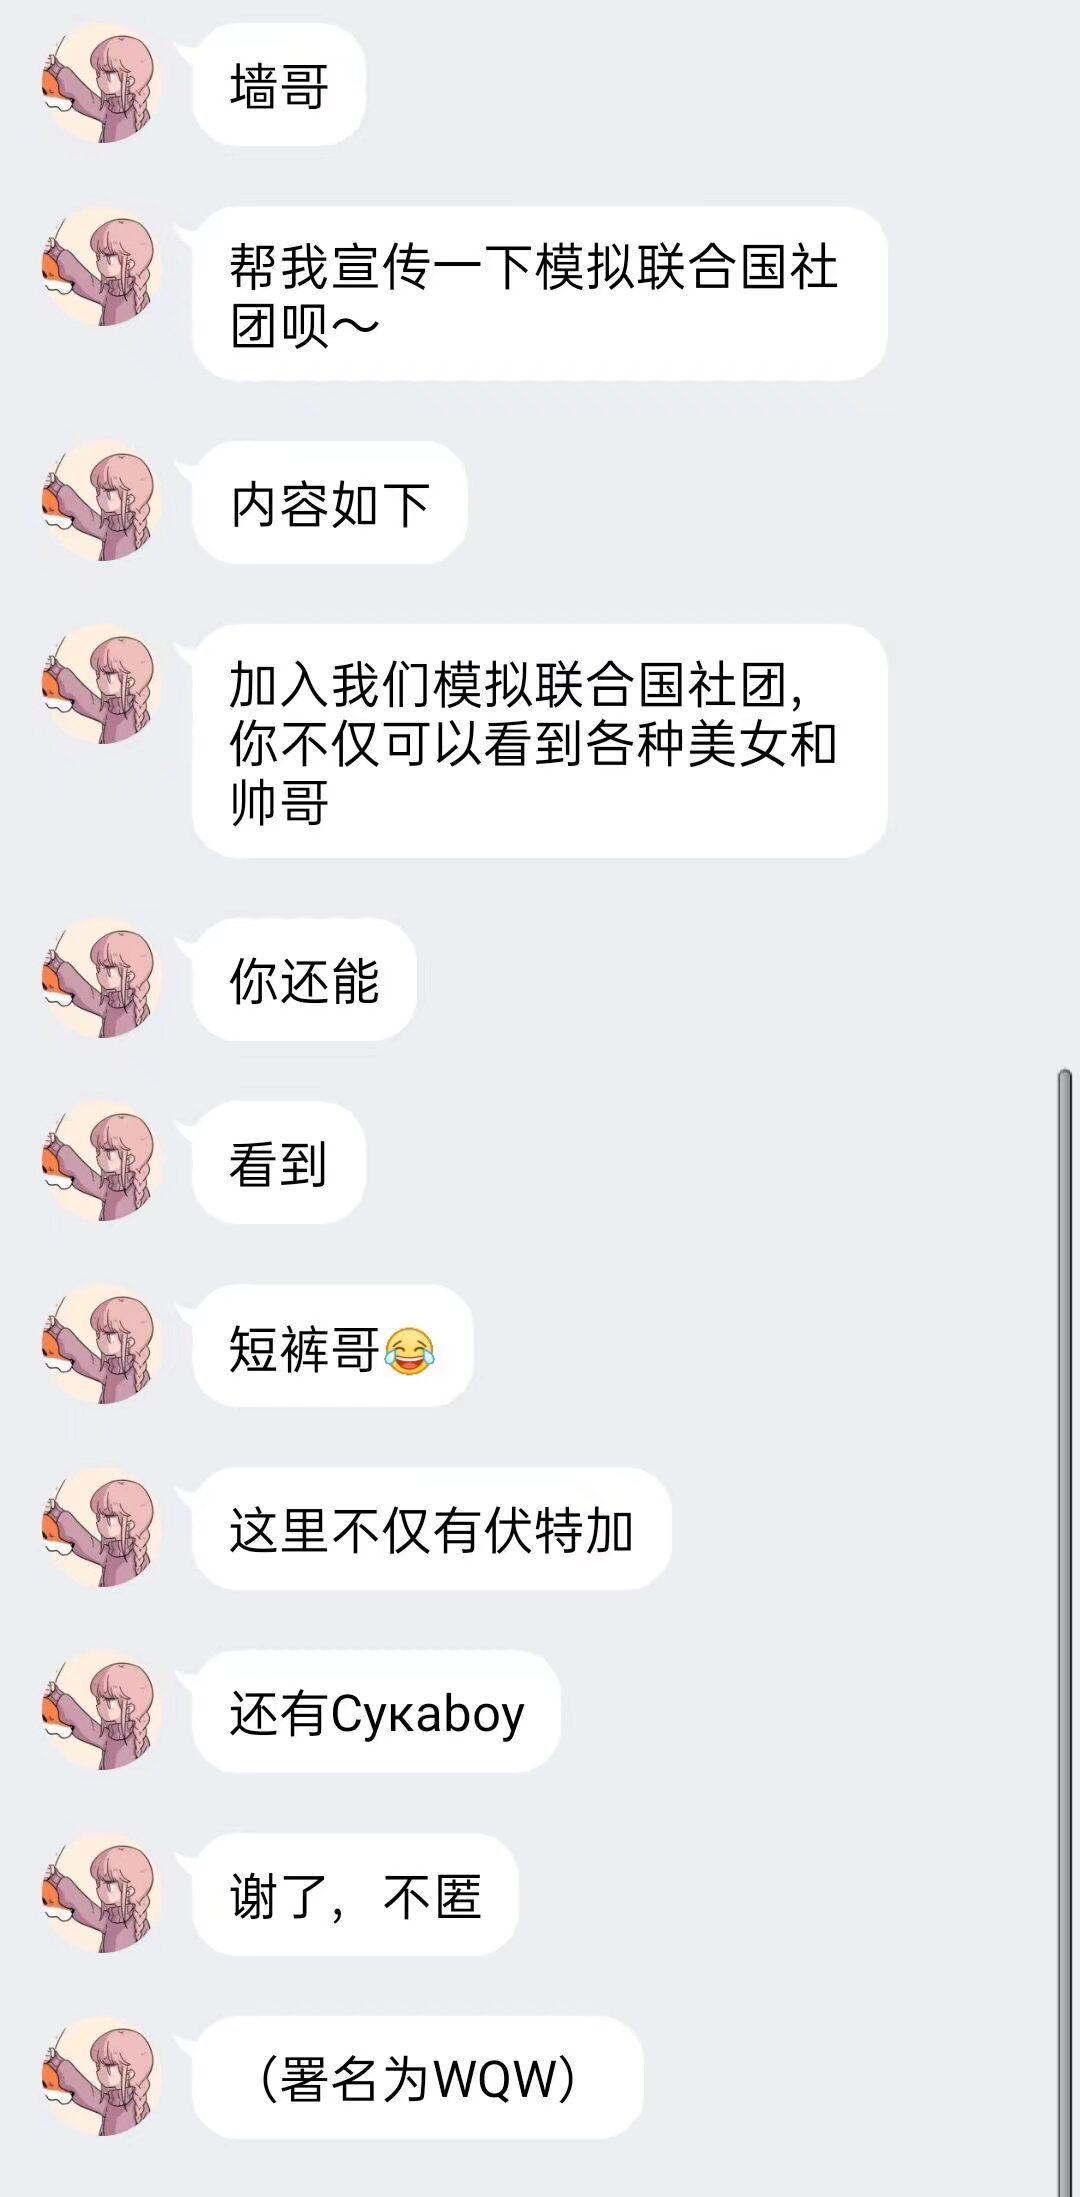 墙哥
帮我宣传一下模拟联合国社
团呗～
内容如下
加入我们模拟联合国社团,
你不仅可以看到各种美女和
帅哥
你还能
看到
短裤哥😂
这里不仅有伏特加
还有Cyкaboy
谢了，不匿
（署名为WQW）